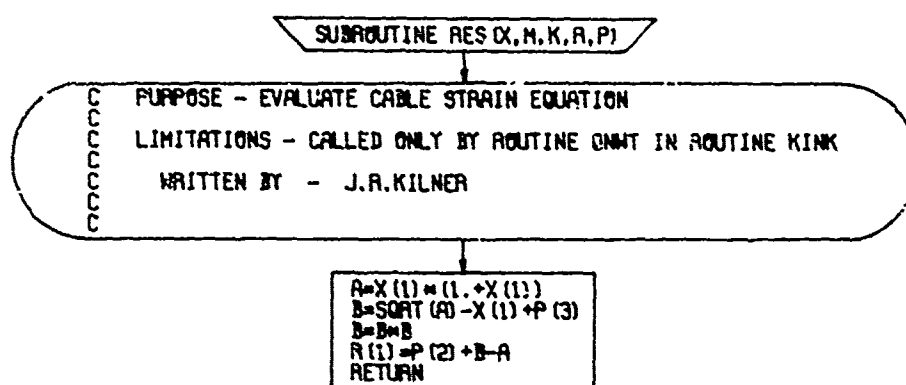 SUBROUTINE RES(X,M,K,R,P)
C PURPOSE - EVALUATE CABLE STRAIN EQUATION
C
C LIMITATIONS - CALLED ONLY BY ROUTINE QNWT IN ROUTINE KINK
C
C WRITTEN BY - J.R.KILNER
C
C
A=X(1)*(1.+X(1))
B=SQRT(A)-X(1)+P(3)
B=B*B
R(1)=P(2)+B-A
RETURN